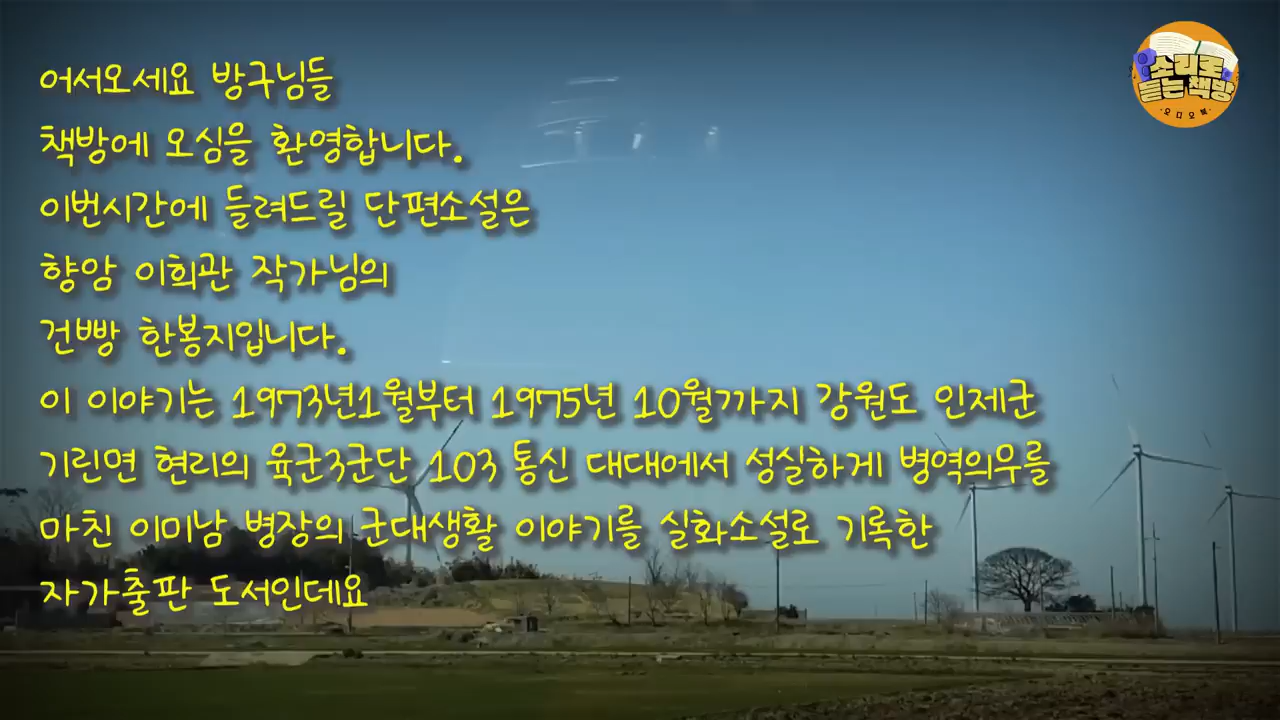 어서오세요 방구님들
책방에 오심을 환영합니다.
이번시간에 들려드릴 단편소설은
향암 이희관 작가님의
건빵 한봉지입니다.
이 이야기는 1973년1월부터 1975년 10월까지 강원도 인제군
기린면 현리의 육군3군단 103 통신 대대에서 성실하게 병역의무를
마친 이미남 병장의 군대생활 이야기를 실화소설로 기록한
자가출판 도서인데요
소리로
듣는 책방
·오디오북·